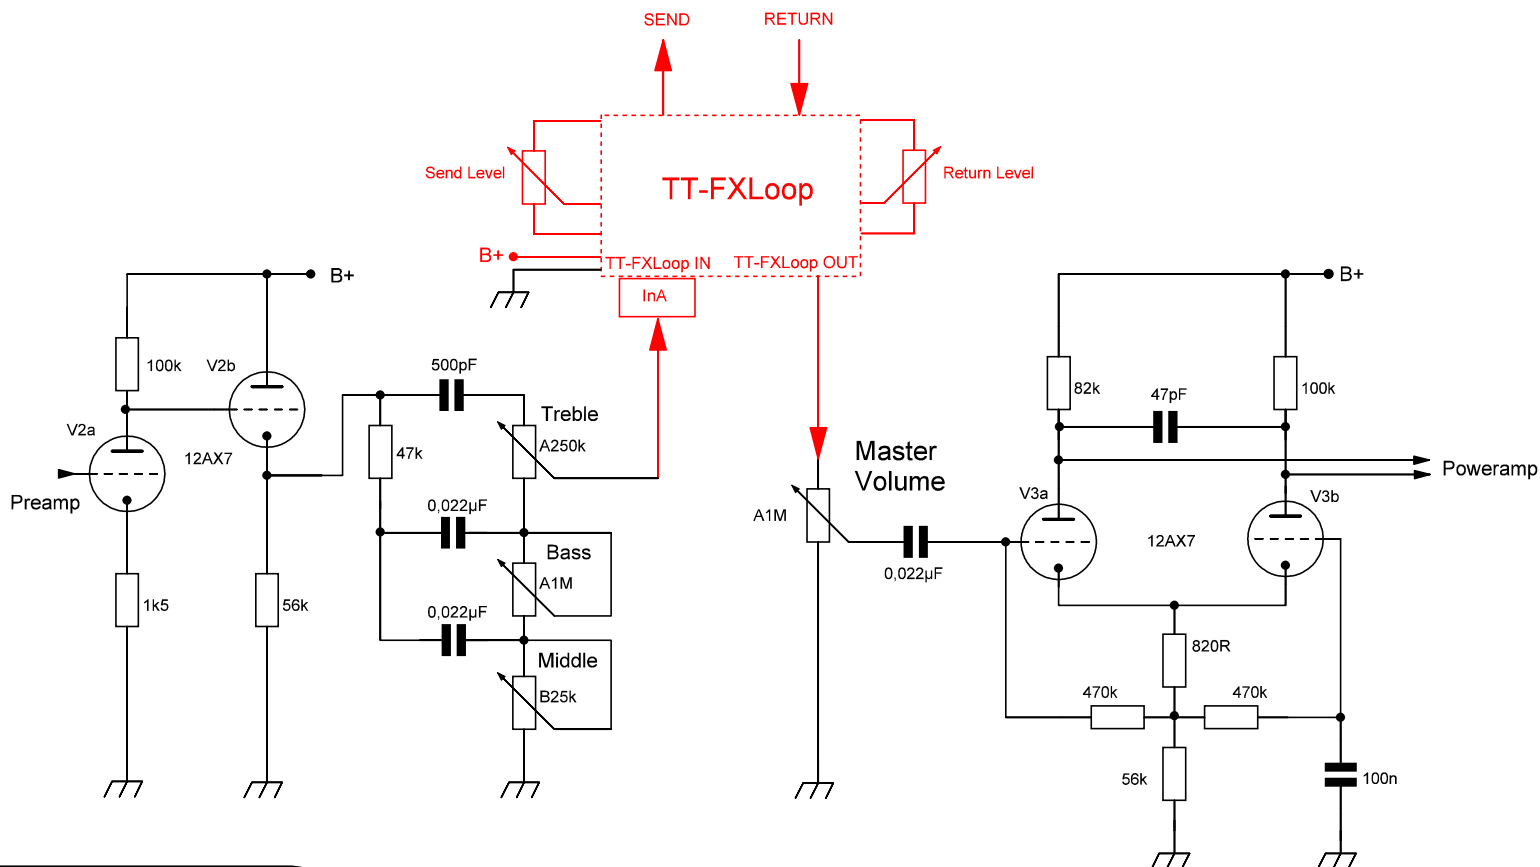 SEND
RETURN
Send Level
TT-FXLoop
Return Level
B+
TT-FXLoop IN
TT-FXLoop OUT
InA
B+
B+
100k
V2b
500pF
82k
47pF
100k
Treble
A250k
V2a
12AX7
47k
Master
Volume
Poweramp
Preamp
0,022µF
A1M
V3a
V3b
12AX7
Bass
A1M
0,022µF
1k5
56k
0,022µF
820R
Middle
B25k
470k
470k
56k
100n